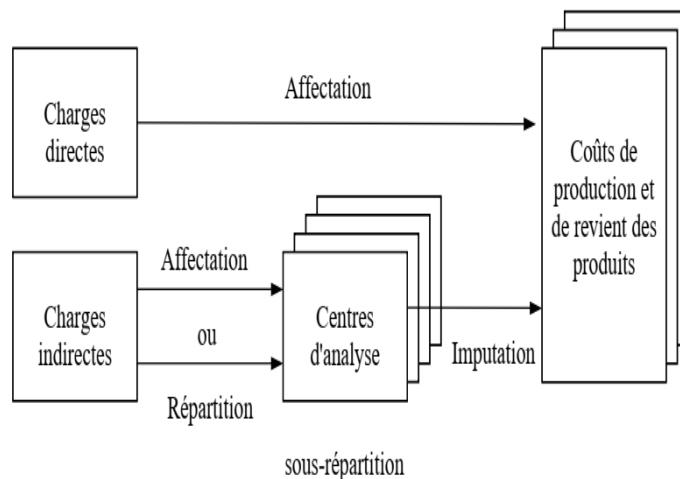 Affectation
Charges
directes
Coûts de
production et
de revient des
produits
Affectation
Charges
indirectes
ou
Centres
d'analyse
Imputation
Répartition
sous-répartition